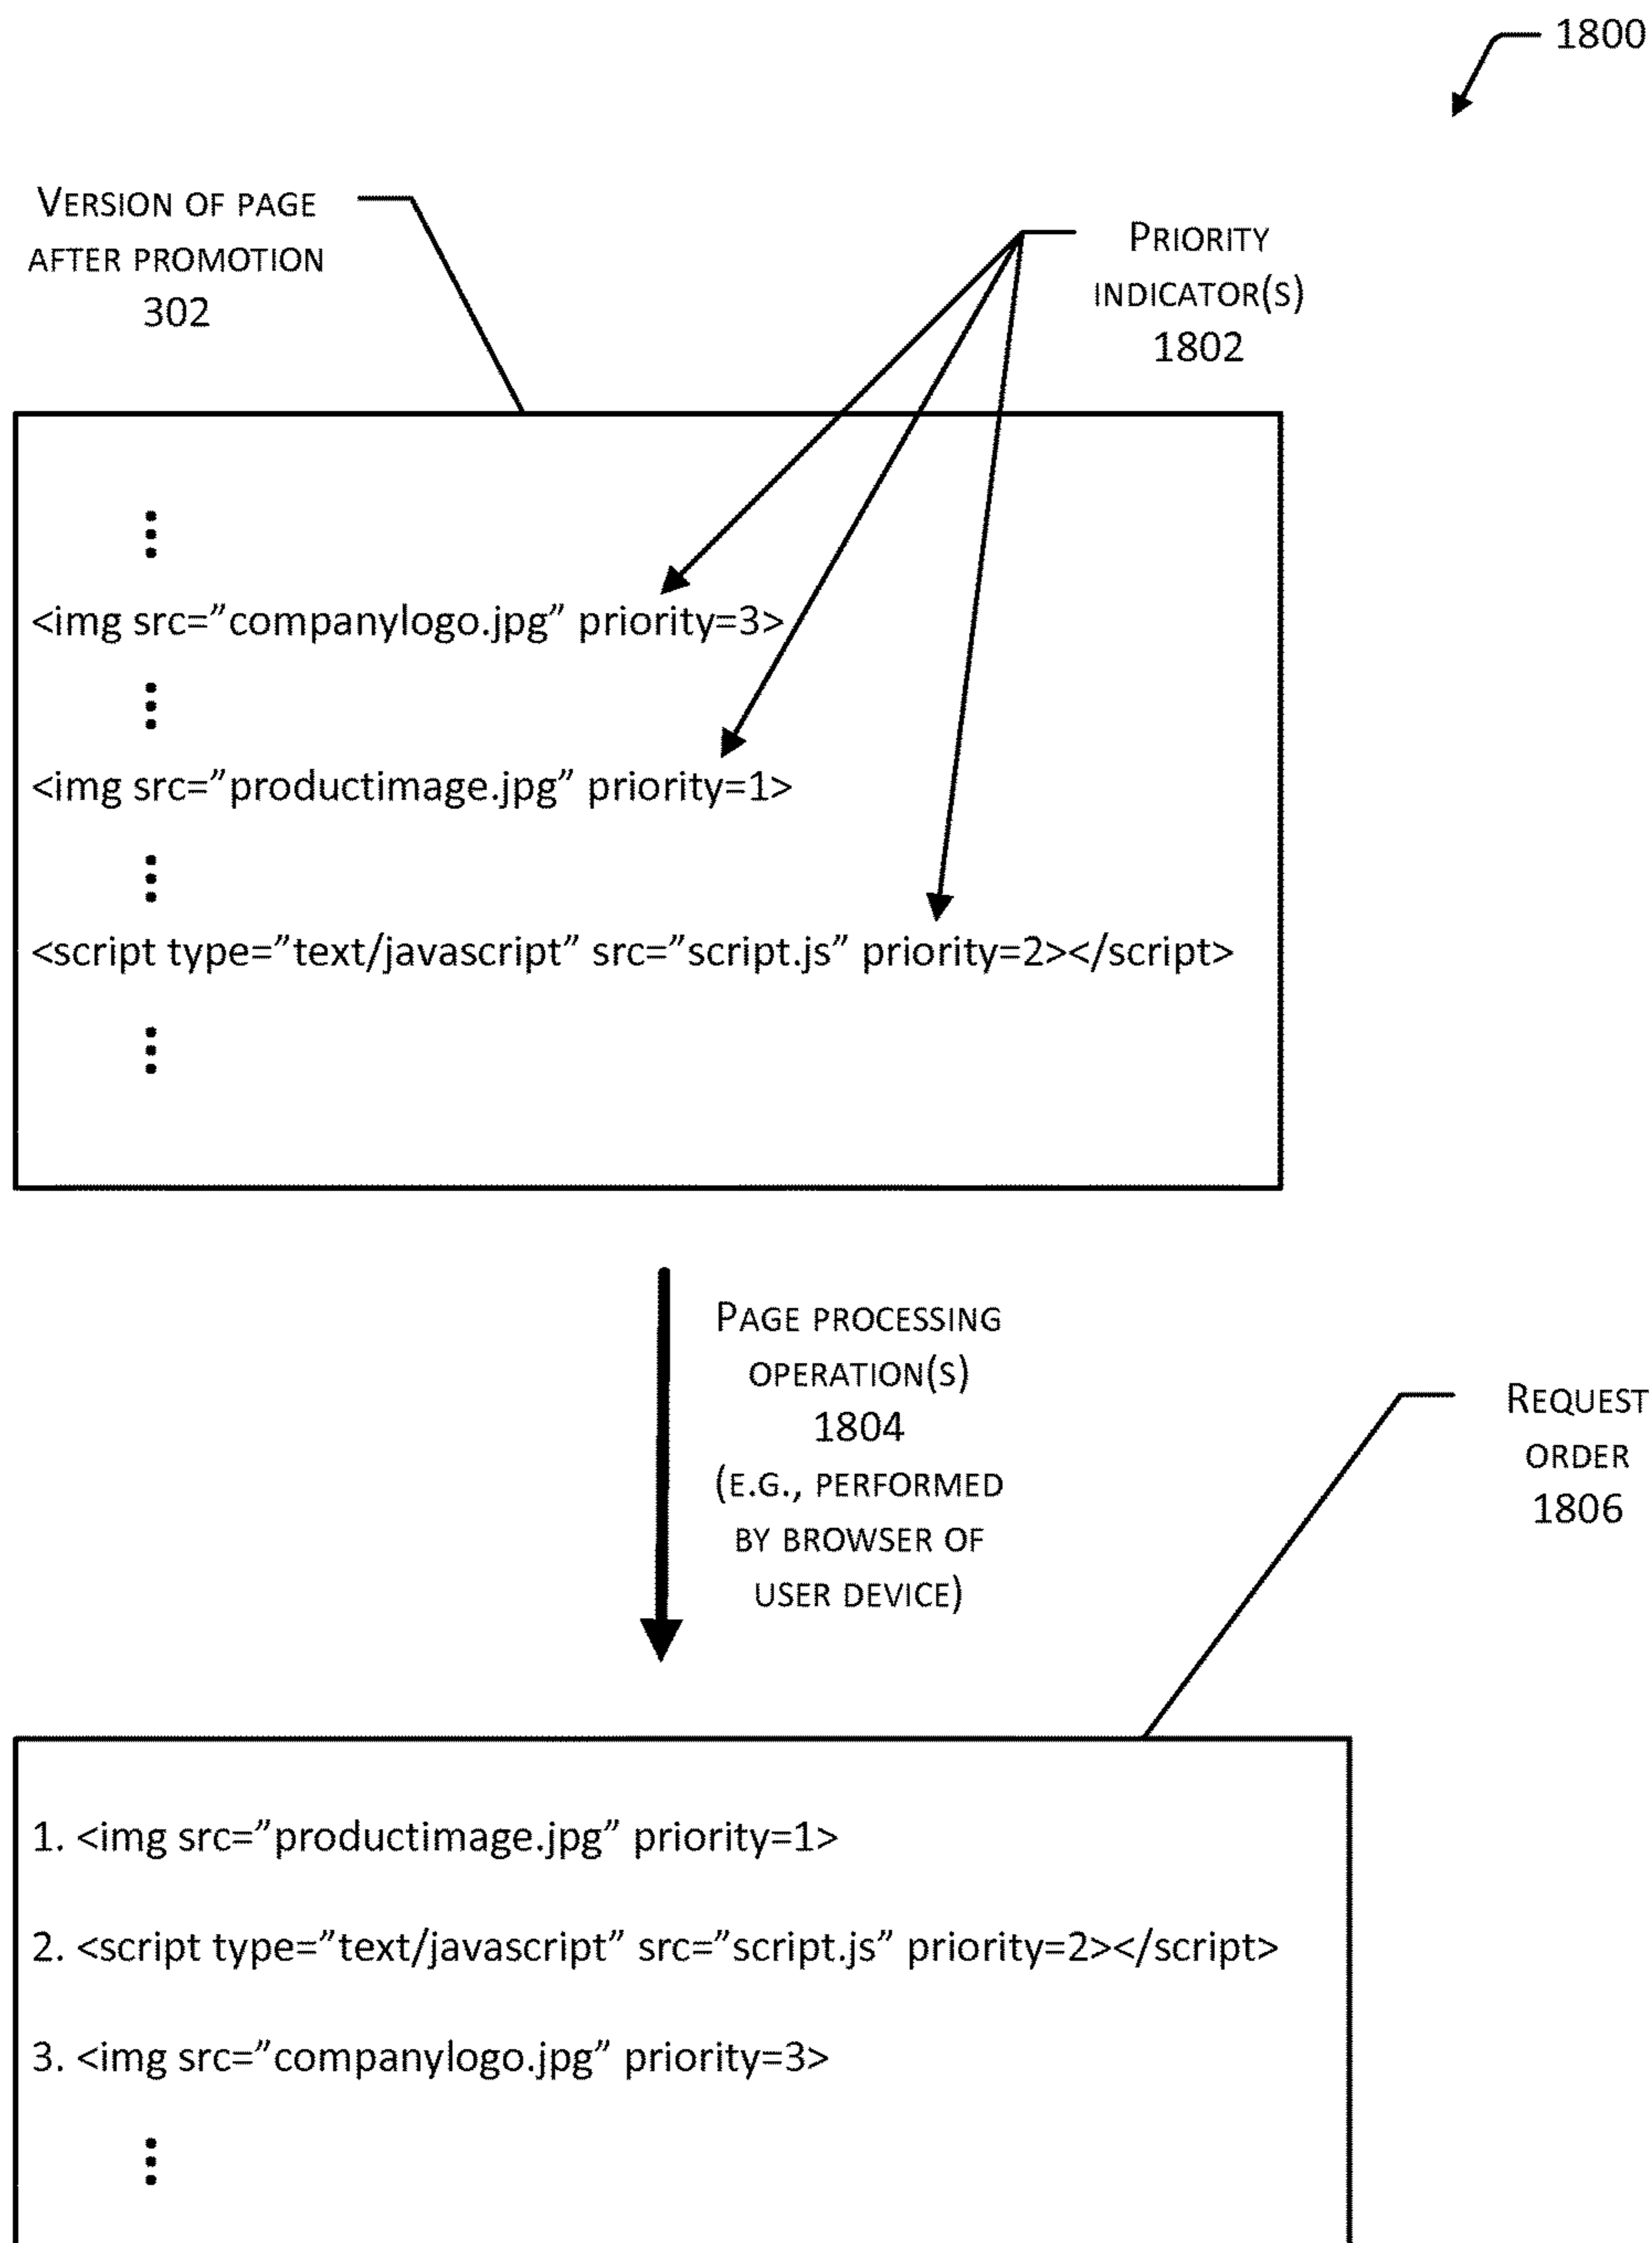 1800
VERSION OF PAGE
AFTER PROMOTION
302
PRIORITY
INDICATOR(S)
1802
<img src=”companylogo.jpg” priority=3>
<img src=”productimage.jpg” priority=1>
<script type=”text/javascript” src=”script.js” priority=2></script>
PAGE PROCESSING
OPERATION(S)
1804
(E.G., PERFORMED
BY BROWSER OF
USER DEVICE)
REQUEST
ORDER
1806
1. <img src=”productimage.jpg” priority=1>
2. <script type=”text/javascript” src=”script.js” priority=2></script>
3. <img src=”companylogo.jpg” priority=3>